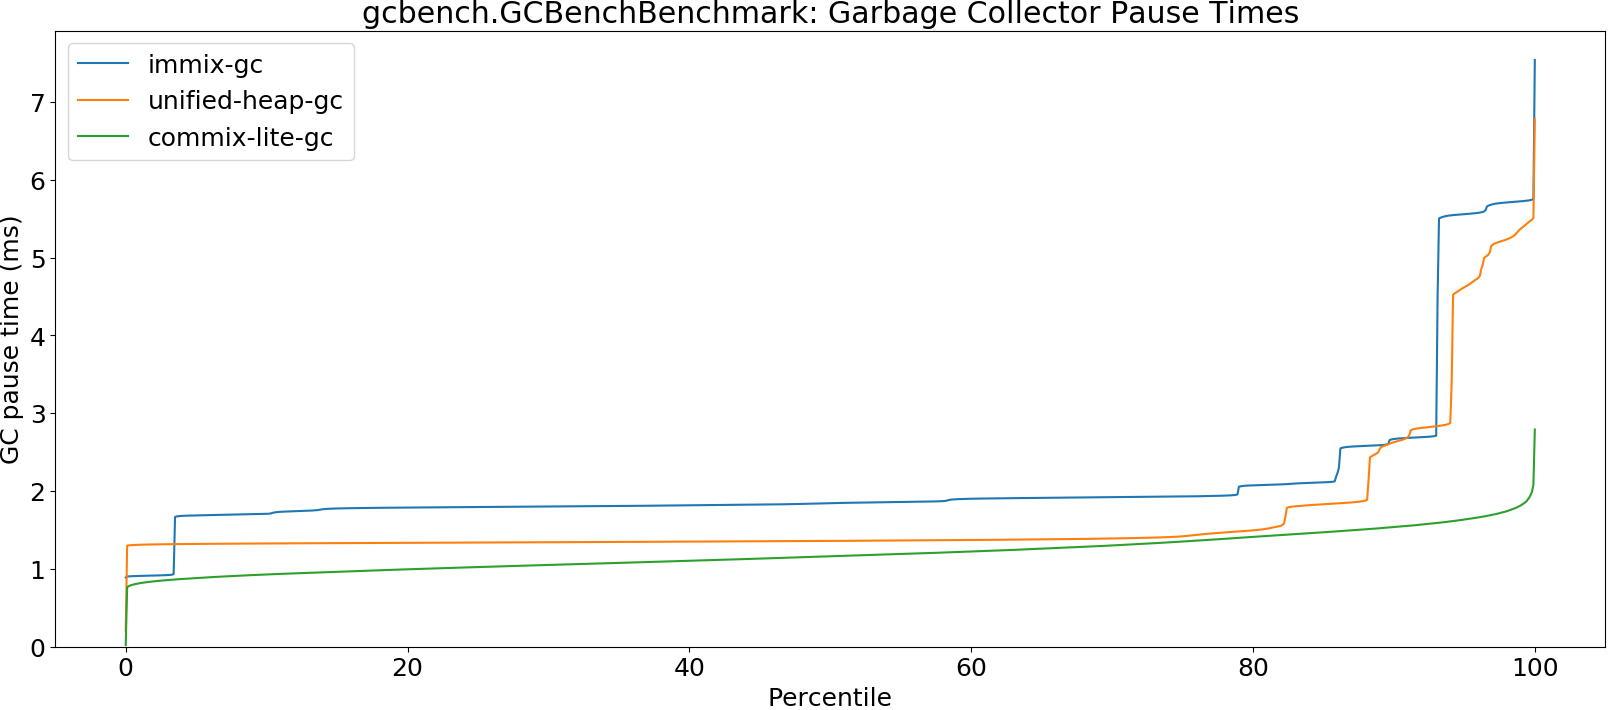 gcbench.GCBenchBenchmark: Garbage Collector Pause Times
immix-gc
unified-heap-gc
commix-lite-gc
GC pause time (ms)
7
6
5
4
3
2
1
0
0 20 40 60 80 100
Percentile